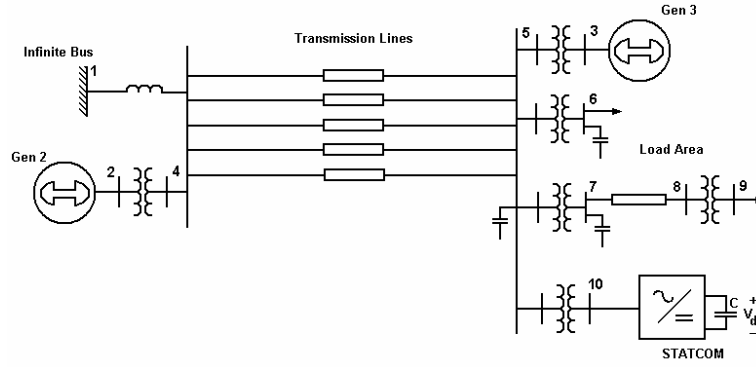 Gen 3
5
3
Transmission Lines
Infinite Bus
1
6
Load Area
Gen 2
2
4
7
8
9
10
C
+
V
d
STATCOM